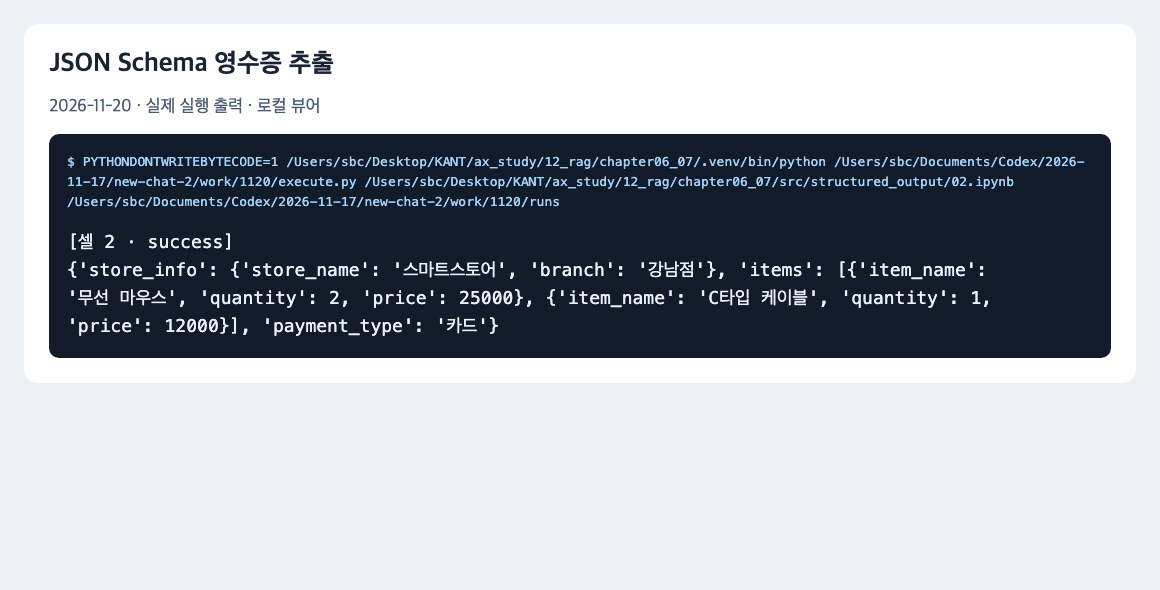 JSON Schema 영수증 추출
2026-11-20 · 실제 실행 출력 · 로컬 뷰어
$ PYTHONDONTWRITEBYTECODE=1 /Users/sbc/Desktop/KANT/ax_study/12_rag/chapter06_07/.venv/bin/python /Users/sbc/Documents/Codex/2026-
11-17/new-chat-2/work/1120/execute.py /Users/sbc/Desktop/KANT/ax_study/12_rag/chapter06_07/src/structured_output/02.ipynb
/Users/sbc/Documents/Codex/2026-11-17/new-chat-2/work/1120/runs
[셀 2 · success]
{'store_info': {'store_name': '스마트스토어', 'branch': '강남점'}, 'items': [{'item_name':
'무선 마우스', 'quantity': 2, 'price': 25000}, {'item_name': 'C타입 케이블', 'quantity': 1,
'price': 12000}], 'payment_type': '카드'}